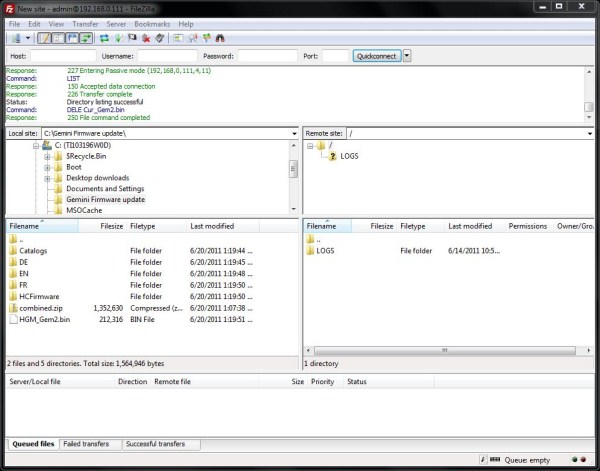 New site - admin@192.168.0.111 - FileZilla
File Edit View Transfer Server Bookmarks Help
Host: Username: Password: Port: Quickconnect
Response: 227 Entering Passive mode (192,168,0,111,4,11)
Command: LIST
Response: 150 Accepted data connection
Response: 226 Transfer complete
Status: Directory listing successful
Command: DELE Cur_Gem2.bin
Response: 250 File command completed
Local site: C:\Gemini Firmware update\
Remote site: /
C: (TI103196W0D)
$Recycle.Bin
Boot
Desktop downloads
Documents and Settings
Gemini Firmware update
MSOCache
/
LOGS
Filename Filesize Filetype Last modified
..
Catalogs File folder 6/20/2011 1:19:44 ...
DE File folder 6/20/2011 1:19:45 ...
EN File folder 6/20/2011 1:19:48 ...
FR File folder 6/20/2011 1:19:50 ...
HCFirmware File folder 6/20/2011 1:19:50 ...
combined.zip 1,352,630 Compressed (z... 6/20/2011 1:07:38 ...
HGM_Gem2.bin 212,316 BIN File 6/20/2011 1:19:51 ...
2 files and 5 directories. Total size: 1,564,946 bytes
Filename Filesize Filetype Last modified Permissions Owner/Gro...
..
LOGS File folder 6/14/2011 10:5...
1 directory
Server/Local file Direction Remote file Size Priority Status
Queued files Failed transfers Successful transfers
Queue: empty